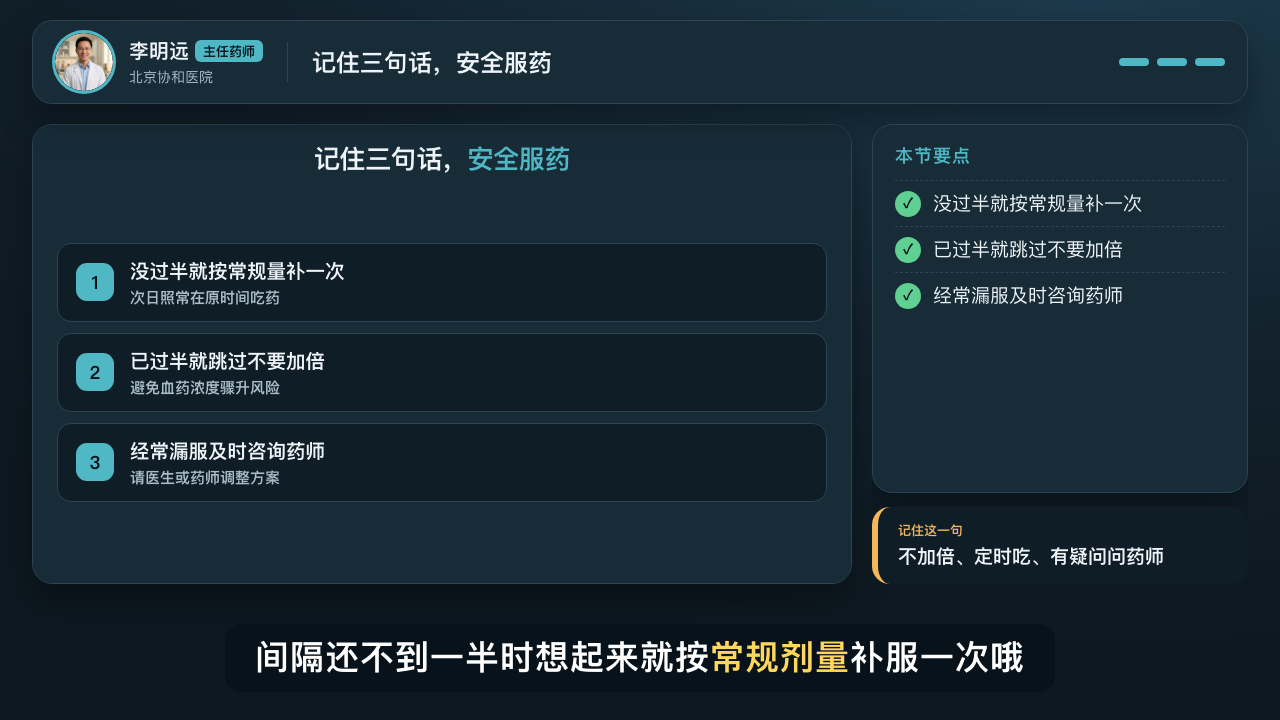 李明远 主任药师
北京协和医院
记住三句话，安全服药
记住三句话，安全服药
1
没过半就按常规量补一次
次日照常在原时间吃药
2
已过半就跳过不要加倍
避免血药浓度骤升风险
3
经常漏服及时咨询药师
请医生或药师调整方案
本节要点
✓ 没过半就按常规量补一次
✓ 已过半就跳过不要加倍
✓ 经常漏服及时咨询药师
记住这一句
不加倍、定时吃、有疑问问药师
间隔还不到一半时想起来就按常规剂量补服一次哦